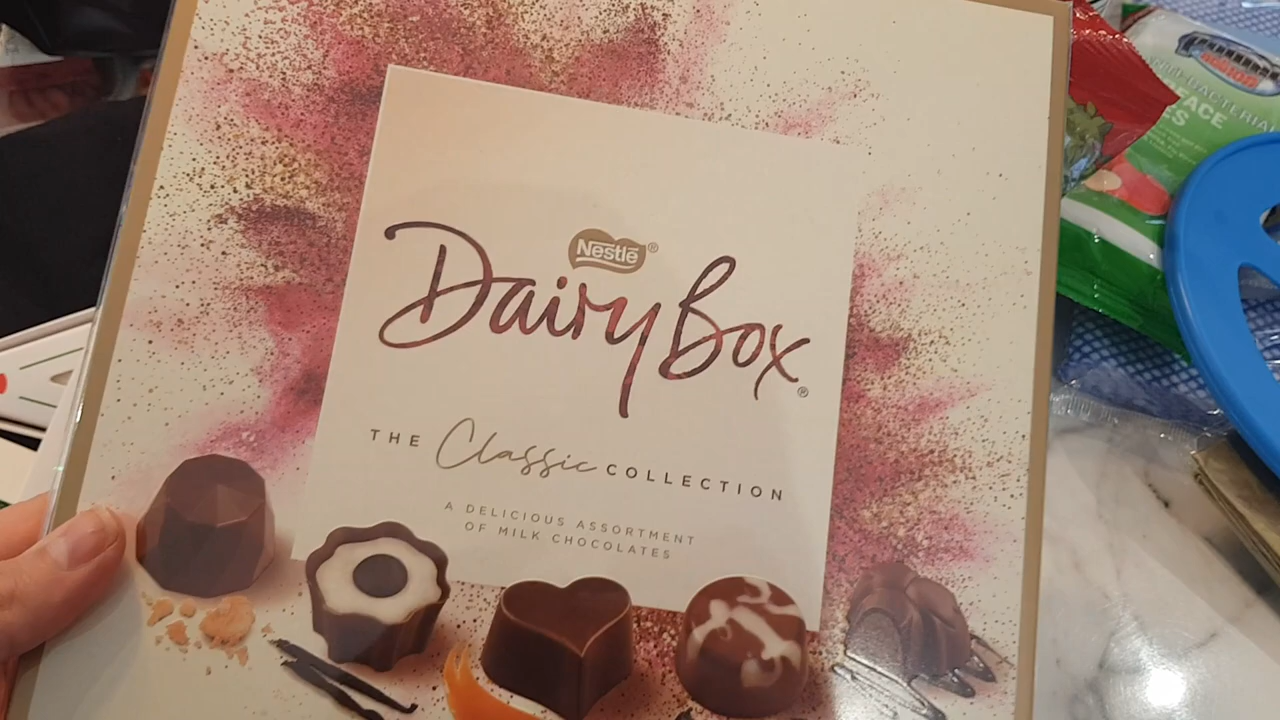 Nestlé®
Dairy Box®
THE Classic COLLECTION
A DELICIOUS ASSORTMENT
OF MILK CHOCOLATES